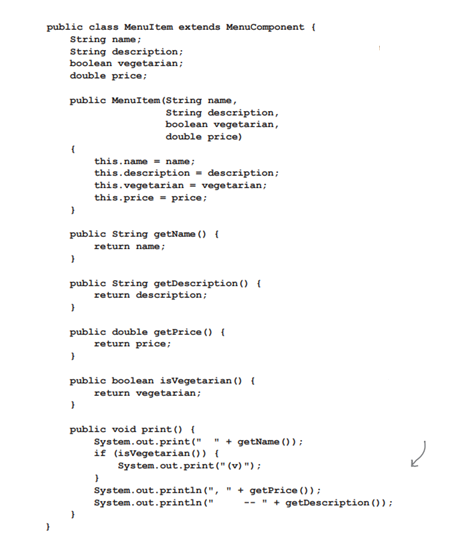 public class MenuItem extends MenuComponent {
    String name;
    String description;
    boolean vegetarian;
    double price;

    public MenuItem(String name,
                    String description,
                    boolean vegetarian,
                    double price)
    {
        this.name = name;
        this.description = description;
        this.vegetarian = vegetarian;
        this.price = price;
    }

    public String getName() {
        return name;
    }

    public String getDescription() {
        return description;
    }

    public double getPrice() {
        return price;
    }

    public boolean isVegetarian() {
        return vegetarian;
    }

    public void print() {
        System.out.print("  " + getName());
        if (isVegetarian()) {
            System.out.print("(v)");
        }
        System.out.println(", " + getPrice());
        System.out.println("     -- " + getDescription());
    }
}